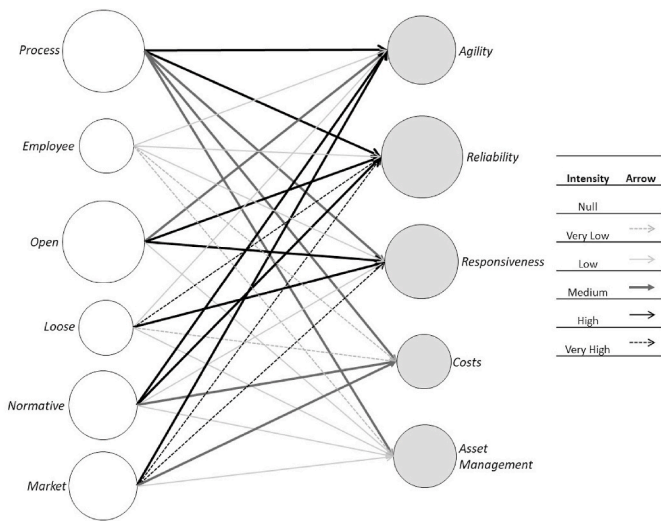 Process
Employee
Open
Loose
Normative
Market
Agility
Reliability
Responsiveness
Costs
Asset
Management
Intensity Arrow
Null
Very Low
Low
Medium
High
Very High